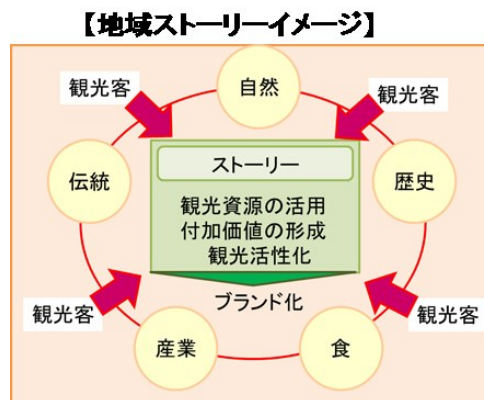 【地域ストーリーイメージ】
自然
観光客
観光客
ストーリー
伝統
歴史
観光資源の活用
付加価値の形成
観光活性化
ブランド化
観光客
観光客
産業
食